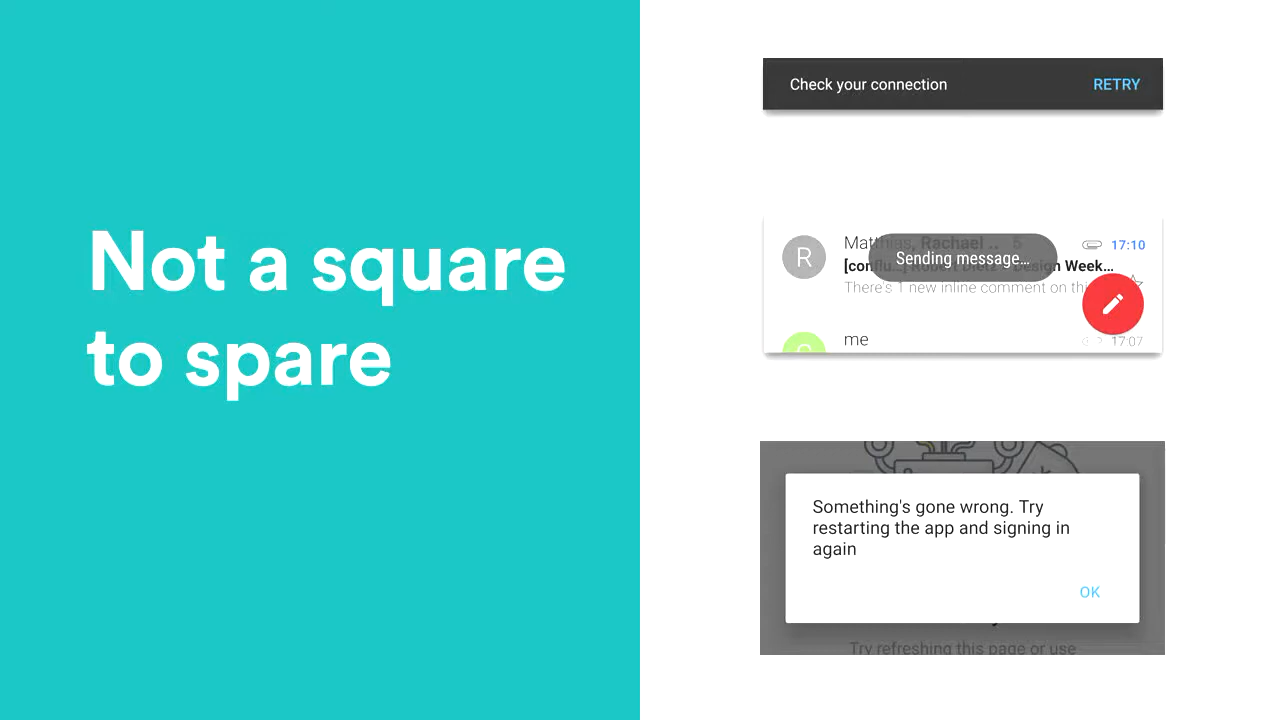 Not a square
to spare
Check your connection
RETRY
R
Matthias, Rachael .. 5
17:10
Sending message...
Design Week...
There's 1 new inline comment on thi
me
17:07
Something's gone wrong. Try
restarting the app and signing in
again
OK
Try refreshing this page or use